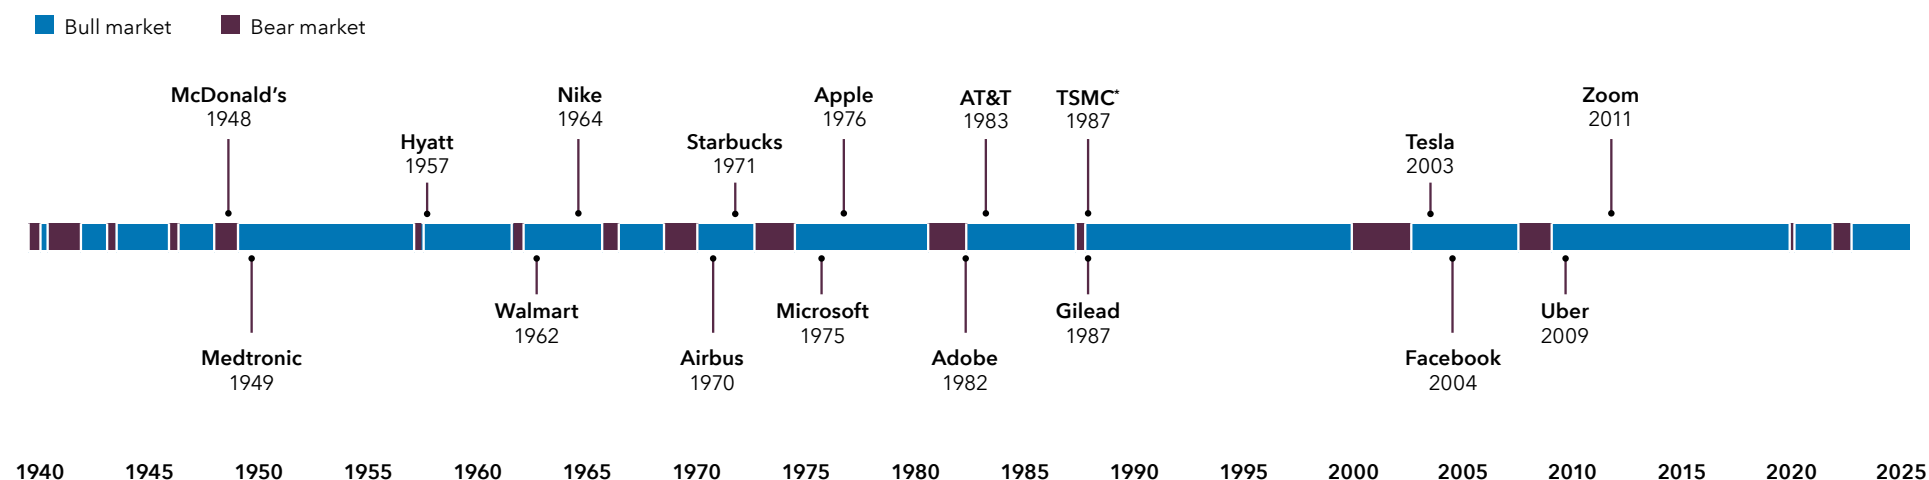 Bull market
Bear market
McDonald's
1948
Hyatt
1957
Nike
1964
Starbucks
1971
Apple
1976
AT&T
1983
TSMC*
1987
Tesla
2003
Zoom
2011
Medtronic
1949
Walmart
1962
Airbus
1970
Microsoft
1975
Adobe
1982
Gilead
1987
Facebook
2004
Uber
2009
1940 1945 1950 1955 1960 1965 1970 1975 1980 1985 1990 1995 2000 2005 2010 2015 2020 2025